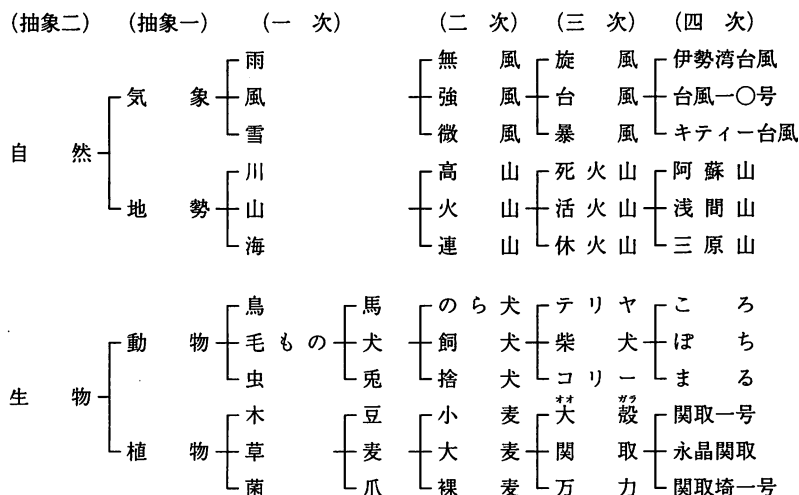 (抽象二) (抽象一) (一 次) (二 次) (三 次) (四 次)
雨 無 風 旋 風 伊勢湾台風
気 象 風 強 風 台 風 台風一〇号
雪 微 風 暴 風 キティー台風
自 然
川 高 山 死火山 阿蘇山
地 勢 山 火 山 活火山 浅間山
海 連 山 休火山 三原山
鳥 馬 のら犬 テリヤ ころ
動 物 毛もの 犬 飼 犬 柴 犬 ぽち
虫 兎 捨 犬 コリー まる
生 物
オオ ガラ
木 豆 小 麦 大 殻 関取一号
植 物 草 麦 大 麦 関 取 永晶関取
菌 爪 裸 麦 万 力 関取埼一号